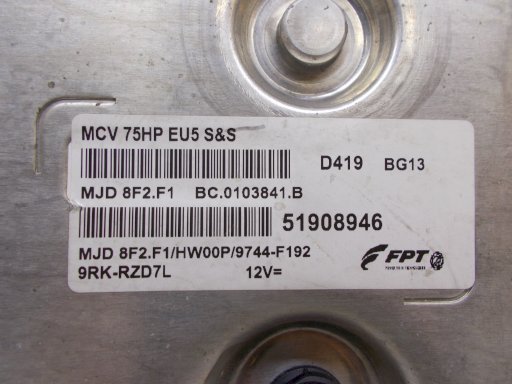 MCV 75HP EU5 S&S
D419 BG13
MJD 8F2.F1 BC.0103841.B
51908946
MJD 8F2.F1/HW00P/9744-F192
9RK-RZD7L 12V=
FPT